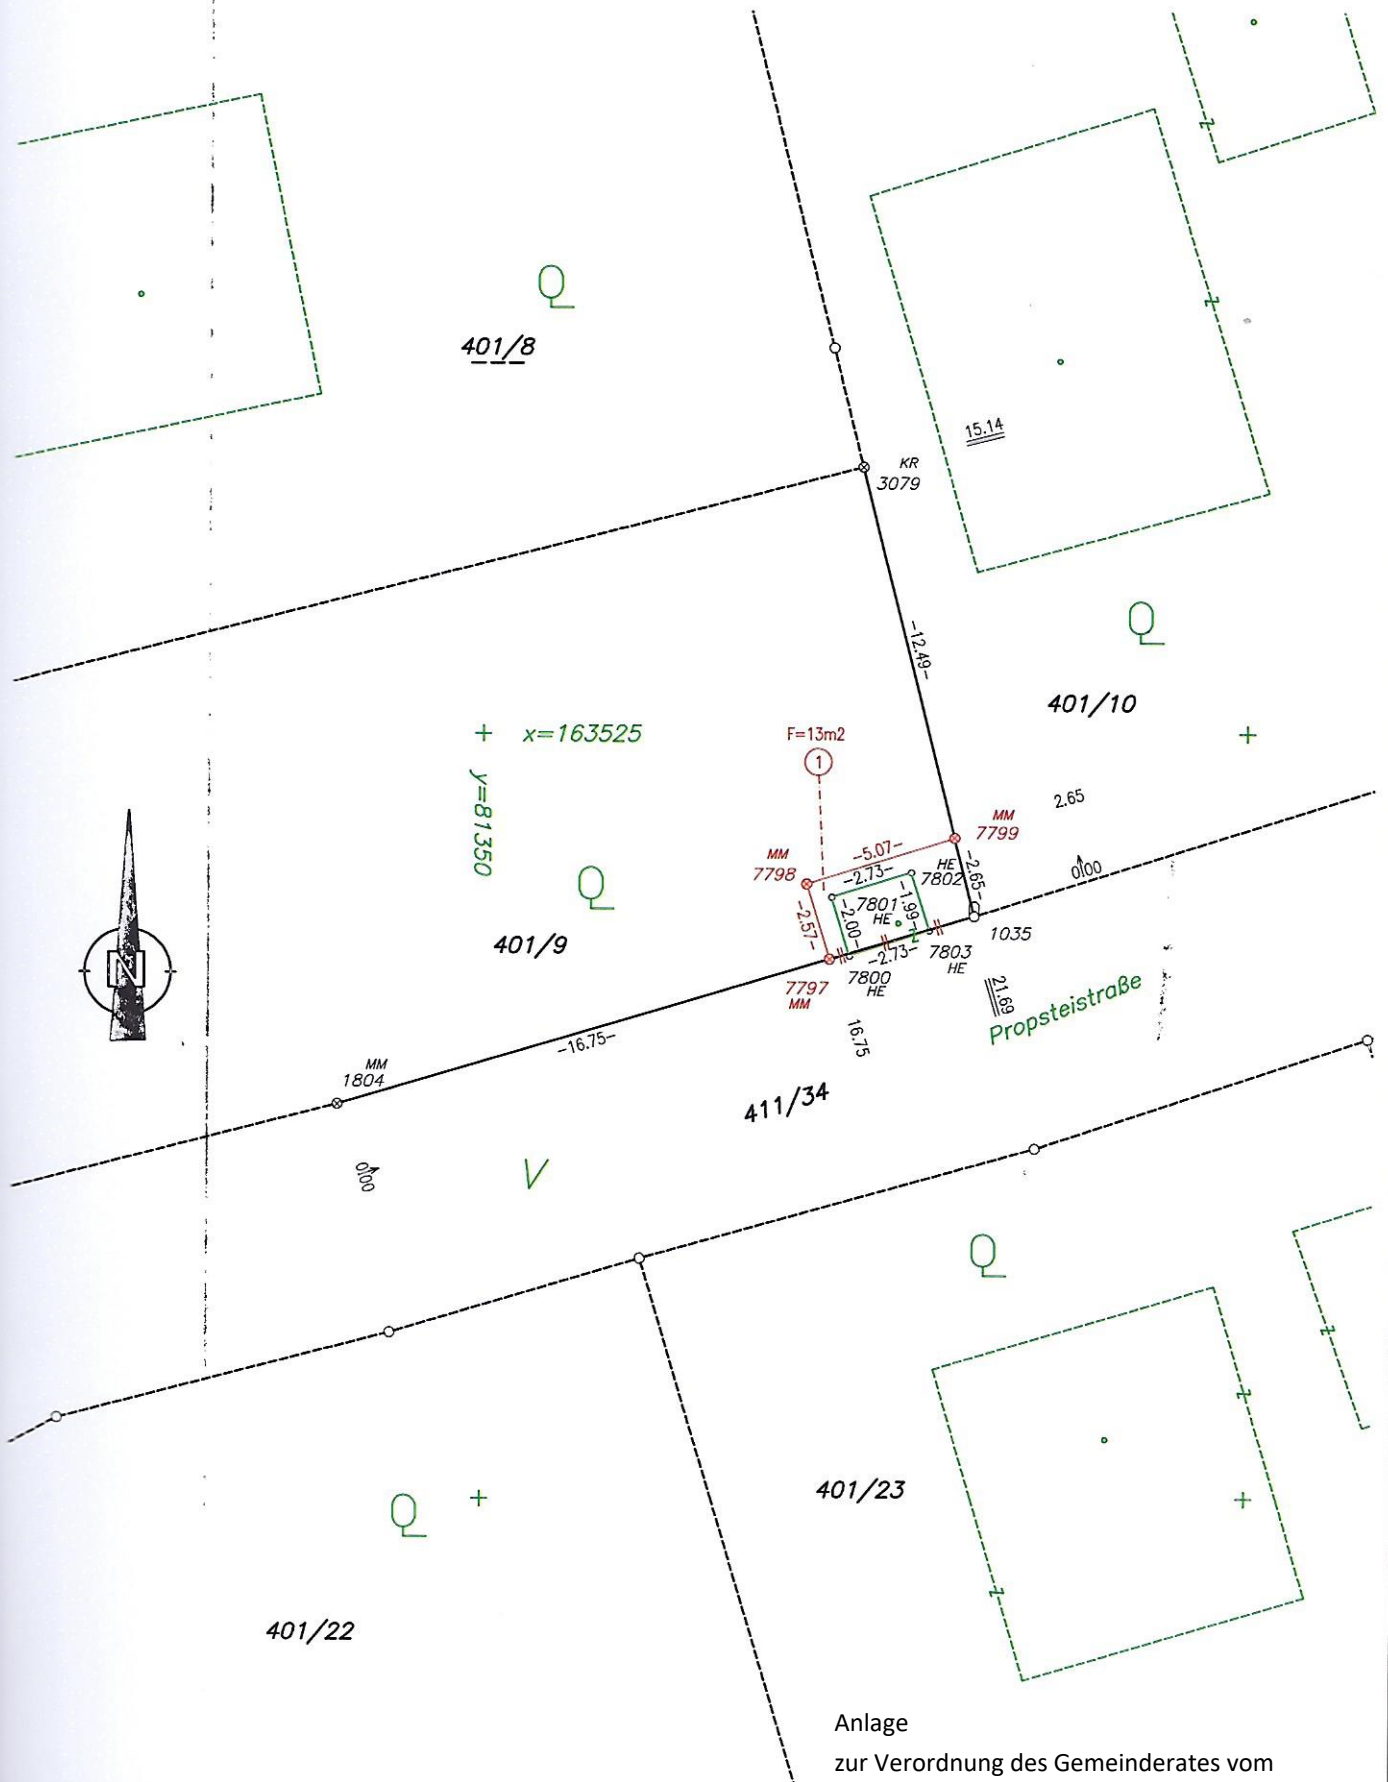 Q
401/8
15.14
KR
3079
-12.49-
Q
401/10
x=163525
y=81350
F=13m2
1
2.65
MM
7799
-5.07-
MM
7798
-2.73-
HE
7802
-2.65-
0.00
-2.57-
7801
HE
-2.00-
-1.99-
Q
401/9
N
1035
-2.73-
7803
HE
7800
HE
7797
MM
21.69
Propsteistraße
16.75
-16.75-
MM
1804
411/34
0.00
V
Q
401/23
Q
401/22
Anlage
zur Verordnung des Gemeinderates vom